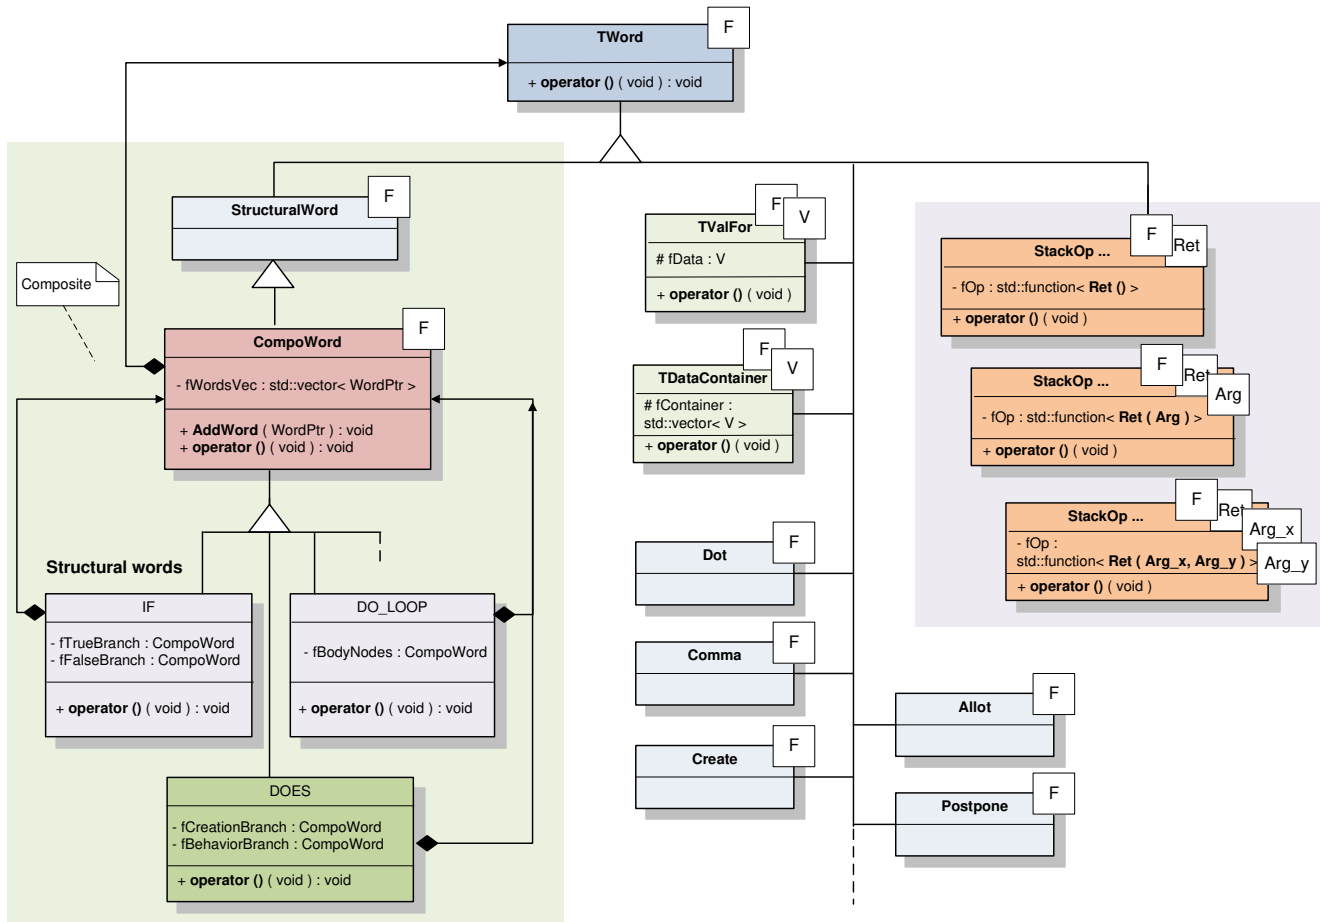 TWord
F
+ operator () ( void ) : void
StructuralWord
F
Composite
CompoWord
F
- fWordsVec : std::vector< WordPtr >
+ AddWord ( WordPtr ) : void
+ operator () ( void ) : void
Structural words
IF
- fTrueBranch : CompoWord
- fFalseBranch : CompoWord
+ operator () ( void ) : void
DO_LOOP
- fBodyNodes : CompoWord
+ operator () ( void ) : void
DOES
- fCreationBranch : CompoWord
- fBehaviorBranch : CompoWord
+ operator () ( void ) : void
TValFor
F
V
# fData : V
+ operator () ( void )
TDataContainer
F
V
# fContainer :
std::vector< V >
+ operator () ( void )
Dot
F
Comma
F
Create
F
Allot
F
Postpone
F
StackOp ...
F
Ret
- fOp : std::function< Ret () >
+ operator () ( void )
StackOp ...
F
Ret
Arg
- fOp : std::function< Ret ( Arg ) >
+ operator () ( void )
StackOp ...
F
Ret
Arg_x
Arg_y
- fOp :
std::function< Ret ( Arg_x, Arg_y ) >
+ operator () ( void )